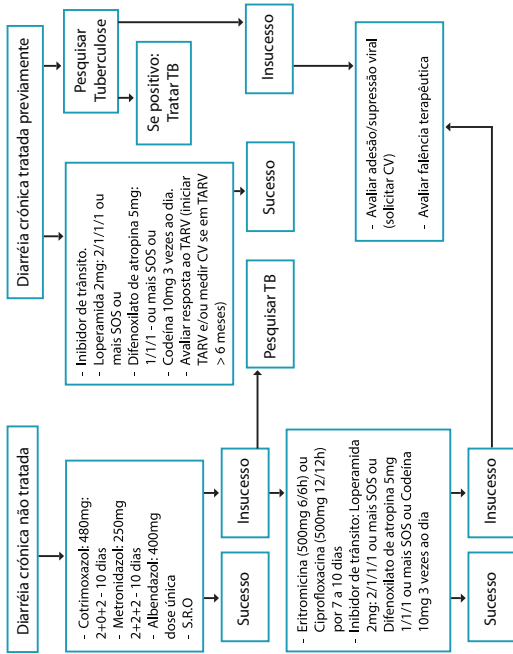 Diarréia crónica não tratada
- Cotrimoxazol: 480mg:
2+0+2 - 10 dias
- Metronidazol: 250mg
2+2+2 - 10 dias
- Albendazol: 400mg
dose única
- S.R.O
Sucesso
Insucesso
Pesquisar TB
- Eritromicina (500mg 6/6h) ou
Ciprofloxacina (500mg 12/12h)
por 7 a 10 dias
- Inibidor de trânsito: Loperamida
2mg: 2/1/1/1 ou mais SOS ou
Difenoxilato de atropina 5mg
1/1/1 ou mais SOS ou Codeína
10mg 3 vezes ao dia
Sucesso
Insucesso
Diarréia crónica tratada previamente
- Inibidor de trânsito.
- Loperamida 2mg: 2/1/1/1 ou
mais SOS ou
- Difenoxilato de atropina 5mg:
1/1/1 - ou mais SOS ou
- Codeína 10mg 3 vezes ao dia.
- Avaliar resposta ao TARV (iniciar
TARV e/ou medir CV se em TARV
> 6 meses)
Sucesso
Pesquisar
Tuberculose
Se positivo:
Tratar TB
Insucesso
- Avaliar adesão/supressão viral
(solicitar CV)
- Avaliar falência terapêutica